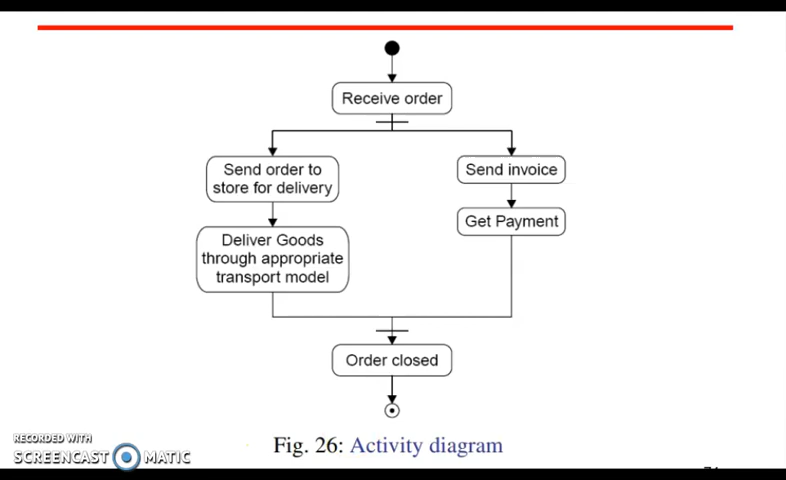 Receive order
Send order to
store for delivery
Send invoice
Get Payment
Deliver Goods
through appropriate
transport model
Order closed
Fig. 26: Activity diagram
RECORDED WITH
SCREENCAST MATIC